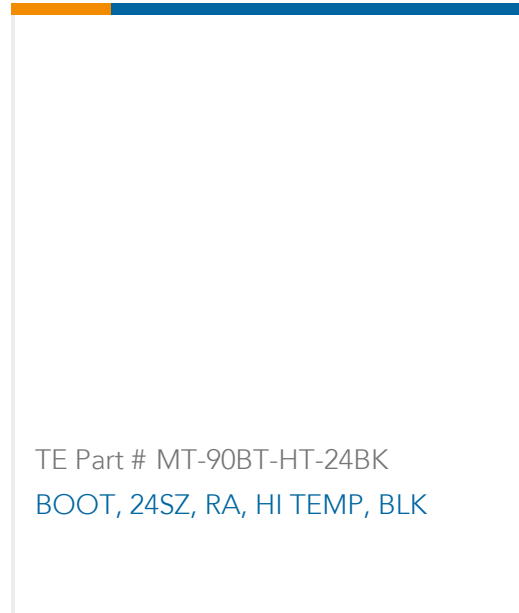 TE Part # MT-90BT-HT-24BK
BOOT, 24SZ, RA, HI TEMP, BLK